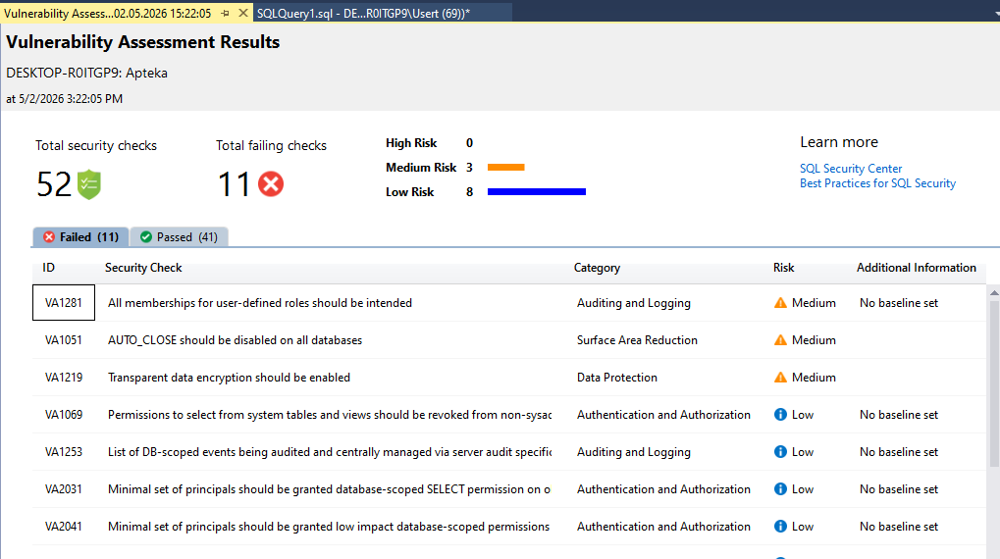 Vulnerability Assess...02.05.2026 15:22:05 SQLQuery1.sql - DE...R0ITGP9\Usert (69))*
Vulnerability Assessment Results
DESKTOP-R0ITGP9: Apteka
at 5/2/2026 3:22:05 PM
Total security checks
52
Total failing checks
11
High Risk 0
Medium Risk 3
Low Risk 8
Learn more
SQL Security Center
Best Practices for SQL Security
Failed (11) Passed (41)
ID Security Check Category Risk Additional Information
VA1281 All memberships for user-defined roles should be intended Auditing and Logging Medium No baseline set
VA1051 AUTO_CLOSE should be disabled on all databases Surface Area Reduction Medium
VA1219 Transparent data encryption should be enabled Data Protection Medium
VA1069 Permissions to select from system tables and views should be revoked from non-sysac Authentication and Authorization Low No baseline set
VA1253 List of DB-scoped events being audited and centrally managed via server audit specific Auditing and Logging Low No baseline set
VA2031 Minimal set of principals should be granted database-scoped SELECT permission on o Authentication and Authorization Low No baseline set
VA2041 Minimal set of principals should be granted low impact database-scoped permissions Authentication and Authorization Low No baseline set